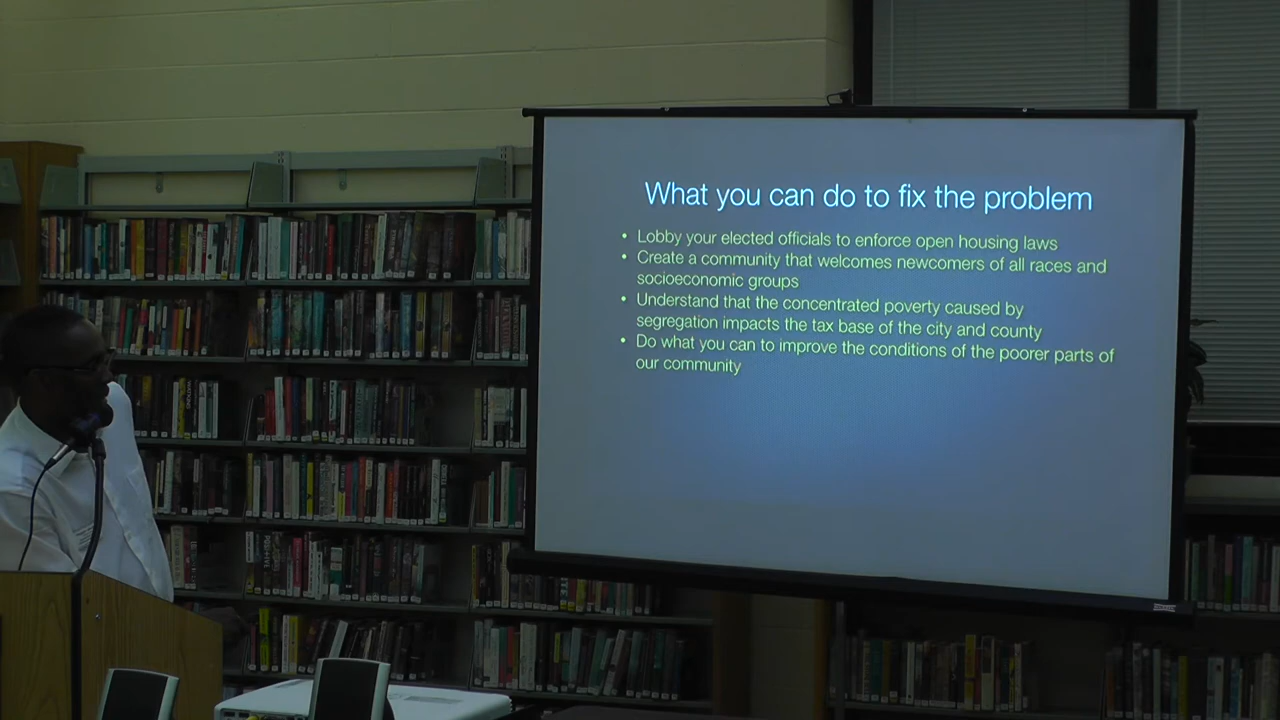 What you can do to fix the problem
• Lobby your elected officials to enforce open housing laws
• Create a community that welcomes newcomers of all races and
socioeconomic groups
• Understand that the concentrated poverty caused by
segregation impacts the tax base of the city and county
• Do what you can to improve the conditions of the poorer parts of
our community